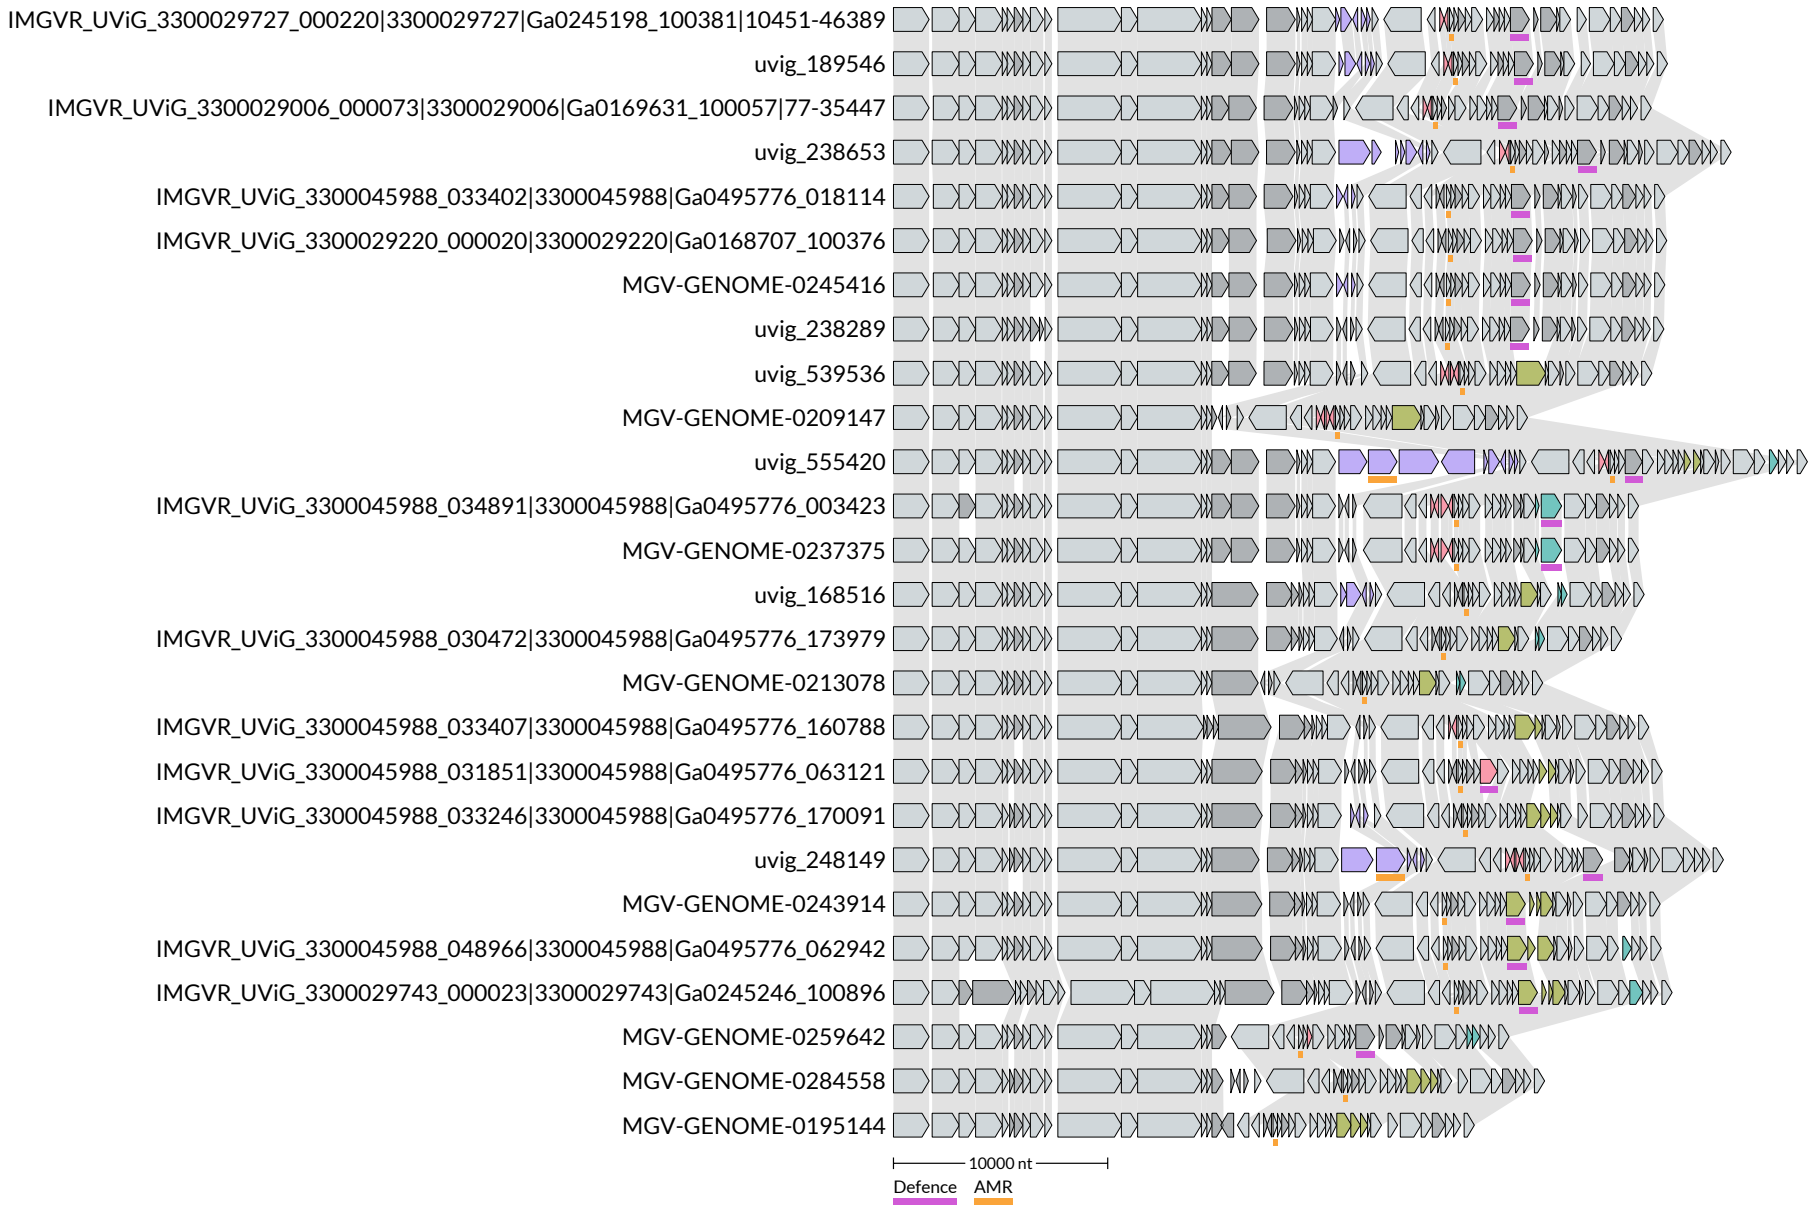 IMGVR_UViG_3300029727_000220|3300029727|Ga0245198_100381|10451-46389
uvig_189546
IMGVR_UViG_3300029006_000073|3300029006|Ga0169631_100057|77-35447
uvig_238653
IMGVR_UViG_3300045988_033402|3300045988|Ga0495776_018114
IMGVR_UViG_3300029220_000020|3300029220|Ga0168707_100376
MGV-GENOME-0245416
uvig_238289
uvig_539536
MGV-GENOME-0209147
uvig_555420
IMGVR_UViG_3300045988_034891|3300045988|Ga0495776_003423
MGV-GENOME-0237375
uvig_168516
IMGVR_UViG_3300045988_030472|3300045988|Ga0495776_173979
MGV-GENOME-0213078
IMGVR_UViG_3300045988_033407|3300045988|Ga0495776_160788
IMGVR_UViG_3300045988_031851|3300045988|Ga0495776_063121
IMGVR_UViG_3300045988_033246|3300045988|Ga0495776_170091
uvig_248149
MGV-GENOME-0243914
IMGVR_UViG_3300045988_048966|3300045988|Ga0495776_062942
IMGVR_UViG_3300029743_000023|3300029743|Ga0245246_100896
MGV-GENOME-0259642
MGV-GENOME-0284558
MGV-GENOME-0195144
10000 nt
Defence AMR